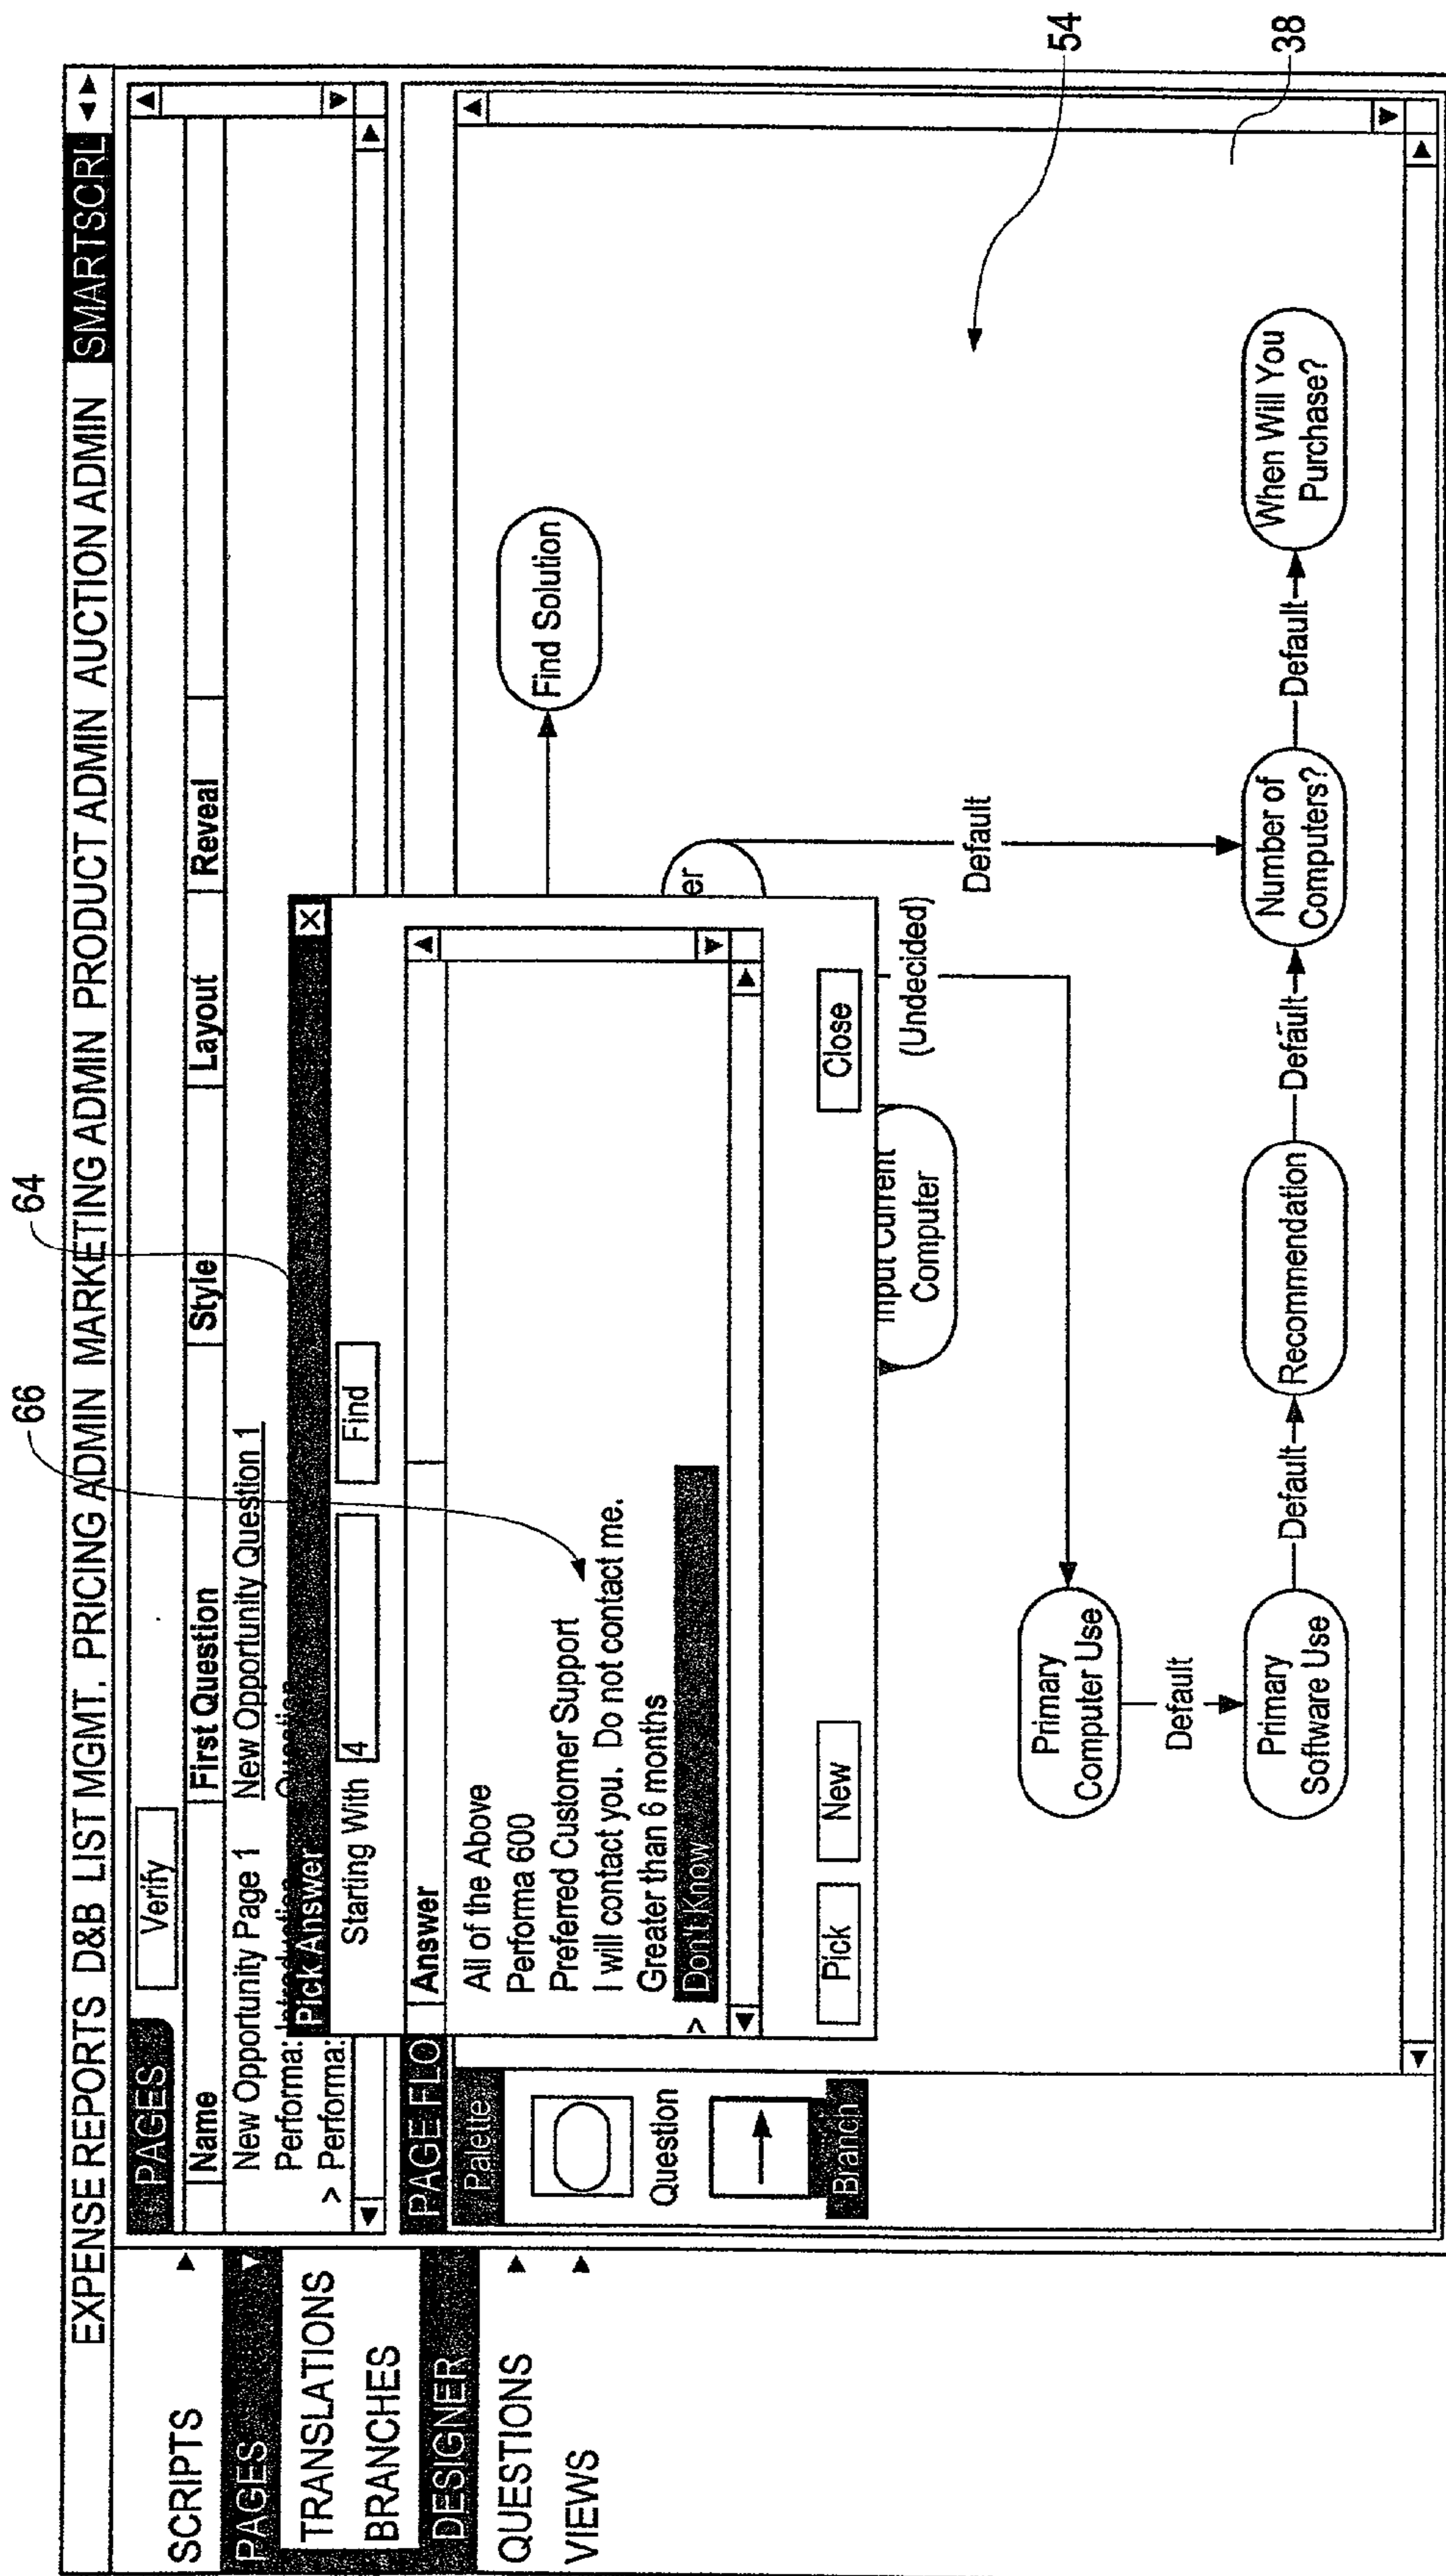 66
64
EXPENSE REPORTS D&B LIST MGMT. PRICING ADMIN MARKETING ADMIN PRODUCT ADMIN AUCTION ADMIN SMARTSCRI
SCRIPTS
PAGES
TRANSLATIONS
BRANCHES
DESIGNER
QUESTIONS
VIEWS
PAGES
Verify
Name
First Question
Style
Layout
Reveal
New Opportunity Page 1
New Opportunity Question 1
Performa: Introduction
Question
> Performa:
Pick Answer
X
Starting With
4
Find
Answer
All of the Above
Performa 600
Preferred Customer Support
I will contact you. Do not contact me.
Greater than 6 months
> Don't Know
Pick
New
Close
PAGE FLO
Palette
Question
Branch
Find Solution
er
Default
Input Current
Computer
(Undecided)
Primary
Computer Use
Default
Primary
Software Use
Default
Recommendation
Default
Number of
Computers?
Default
When Will You
Purchase?
54
38